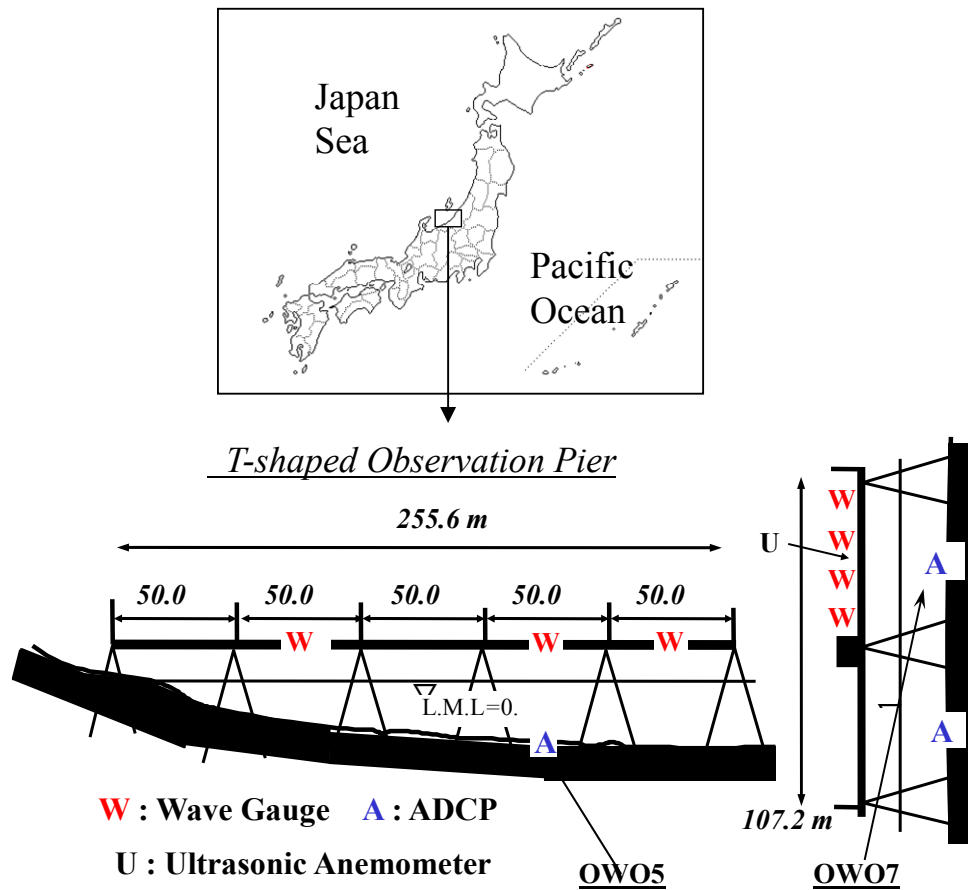 Japan
Sea
Pacific
Ocean
T-shaped Observation Pier
255.6 m
50.0 50.0 50.0 50.0 50.0
W W W
L.M.L=0.
A
W : Wave Gauge A : ADCP
U : Ultrasonic Anemometer
OWO5
W
U
W
A
W
W
1
A
107.2 m
OWO7